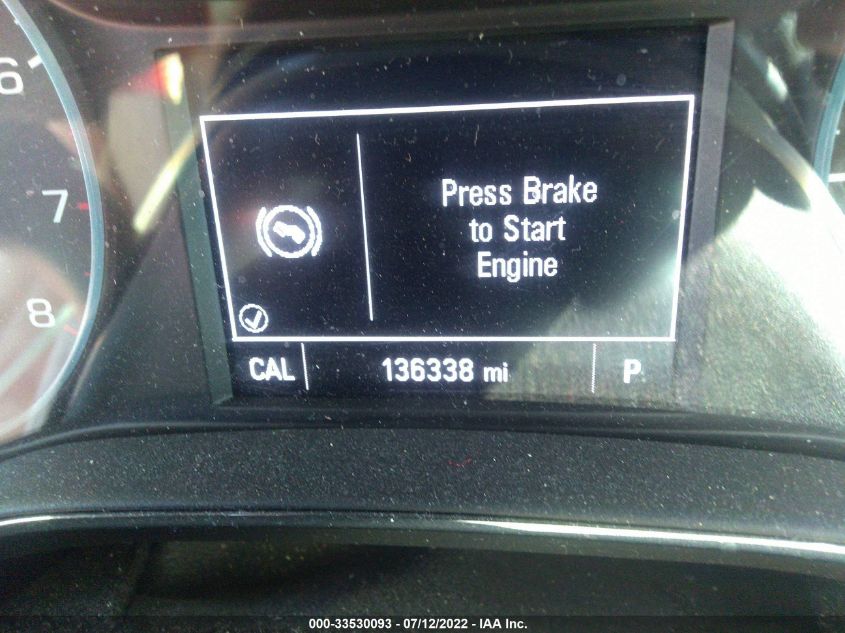 6
7
8
Press Brake
to Start
Engine
CAL 136338 mi P
000-33530093 - 07/12/2022 - IAA Inc.